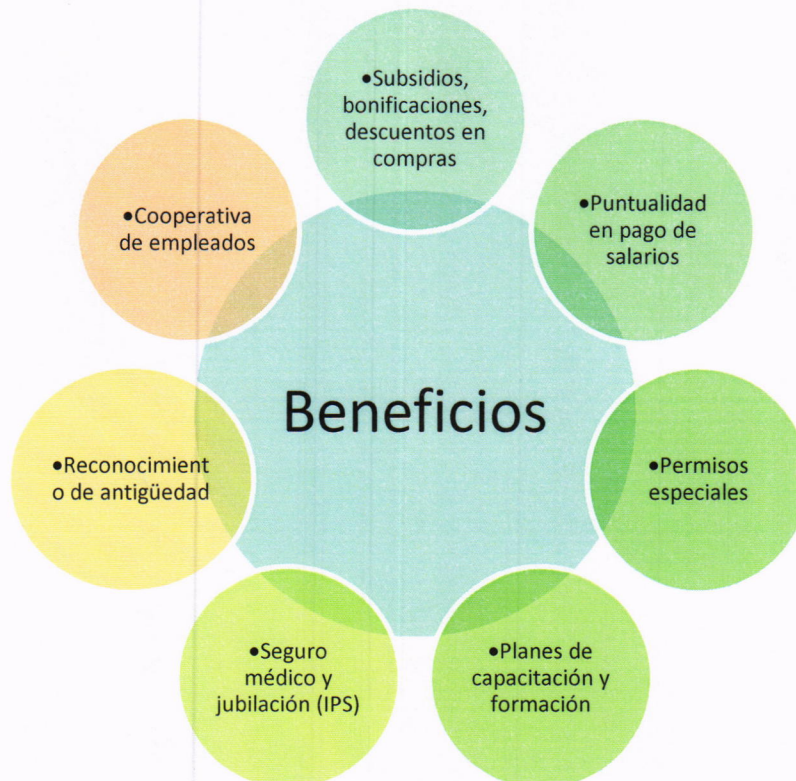 •Subsidios,
bonificaciones,
descuentos en
compras
•Puntualidad
en pago de
salarios
•Permisos
especiales
•Planes de
capacitación y
formación
•Seguro
médico y
jubilación (IPS)
•Reconocimient
o de antigüedad
•Cooperativa
de empleados
Beneficios